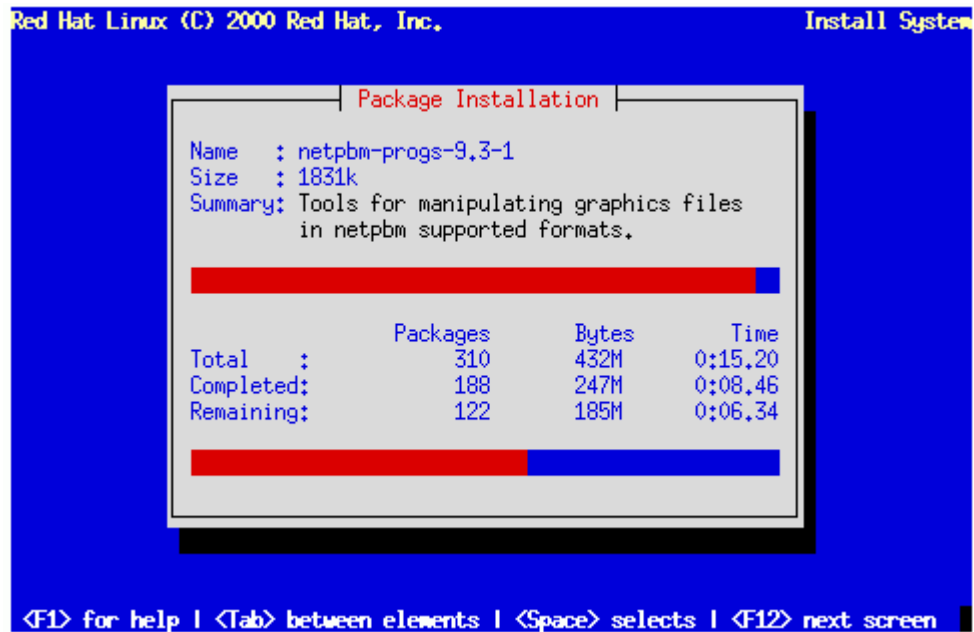 Red Hat Linux (C) 2000 Red Hat, Inc. Install System
Package Installation
Name : netpbm-progs-9.3-1
Size : 1831k
Summary: Tools for manipulating graphics files
in netpbm supported formats.
Packages Bytes Time
Total : 310 432M 0:15.20
Completed: 188 247M 0:08.46
Remaining: 122 185M 0:06.34
<F1> for help | <Tab> between elements | <Space> selects | <F12> next screen